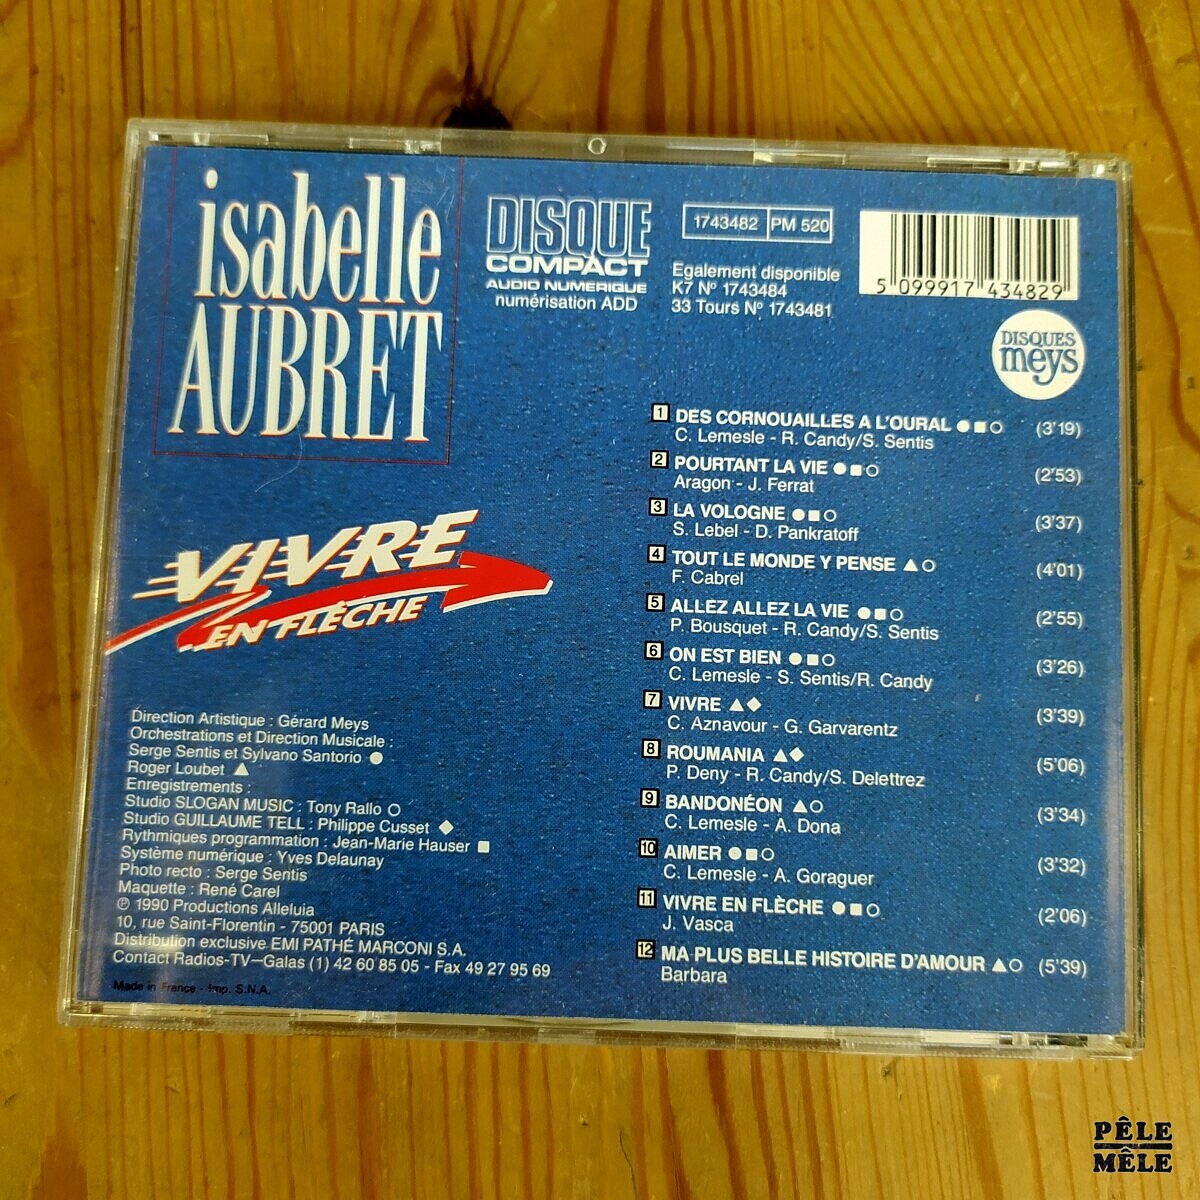 isabelle
AUBRET
DISQUE
COMPACT
AUDIO NUMERIQUE
numérisation ADD
1743482 PM 520
Egalement disponible
K7 Nº 1743484
33 Tours Nº 1743481
5 099917 434829
DISQUES
meys
VIVRE
EN FLÈCHE
1 DES CORNOUAILLES A L'OURAL ●■○ (3'19)
C. Lemesle - R. Candy/S. Sentis
2 POURTANT LA VIE ●■○ (2'53)
Aragon - J. Ferrat
3 LA VOLOGNE ●■○ (3'37)
S. Lebel - D. Pankratoff
4 TOUT LE MONDE Y PENSE ▲○ (4'01)
F. Cabrel
5 ALLEZ ALLEZ LA VIE ●■○ (2'55)
P. Bousquet - R. Candy/S. Sentis
6 ON EST BIEN ●■○ (3'26)
C. Lemesle - S. Sentis/R. Candy
7 VIVRE ▲◆ (3'39)
C. Aznavour - G. Garvarentz
8 ROUMANIA ▲◆ (5'06)
P. Deny - R. Candy/S. Delettrez
9 BANDONÉON ▲○ (3'34)
C. Lemesle - A. Dona
10 AIMER ●■○ (3'32)
C. Lemesle - A. Goraguer
11 VIVRE EN FLÈCHE ●■○ (2'06)
J. Vasca
12 MA PLUS BELLE HISTOIRE D'AMOUR ▲○ (5'39)
Barbara
Direction Artistique : Gérard Meys
Orchestrations et Direction Musicale :
Serge Sentis et Sylvano Santorio ●
Roger Loubet ▲
Enregistrements :
Studio SLOGAN MUSIC : Tony Rallo ○
Studio GUILLAUME TELL : Philippe Cusset ◆
Rythmiques programmation : Jean-Marie Hauser ■
Système numérique : Yves Delaunay
Photo recto : Serge Sentis
Maquette : René Carel
℗ 1990 Productions Alleluia
10, rue Saint-Florentin - 75001 PARIS
Distribution exclusive EMI PATHÉ MARCONI S.A.
Contact Radios-TV—Galas (1) 42 60 85 05 - Fax 49 27 95 69
Made in France - Imp. S.N.A.
PÊLE
MÊLE